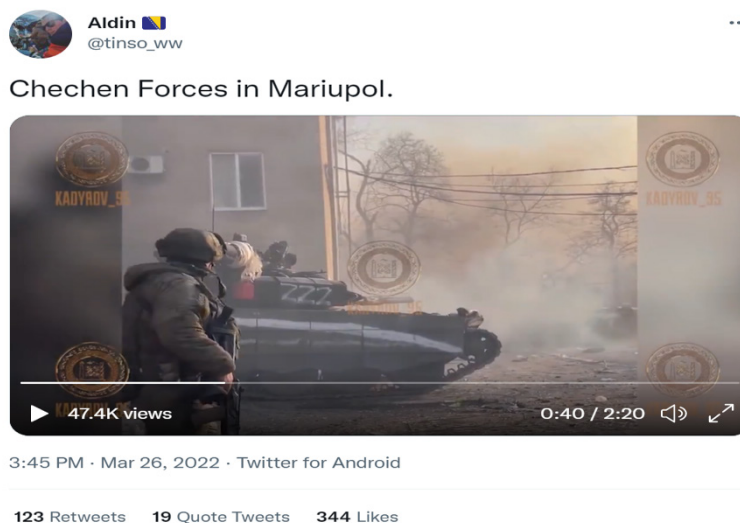 Aldin
@tinso_ww
Chechen Forces in Mariupol.
KADYROV_95
KADYROV_95
ZZZ
47.4K views
0:40 / 2:20
3:45 PM · Mar 26, 2022 · Twitter for Android
123 Retweets 19 Quote Tweets 344 Likes